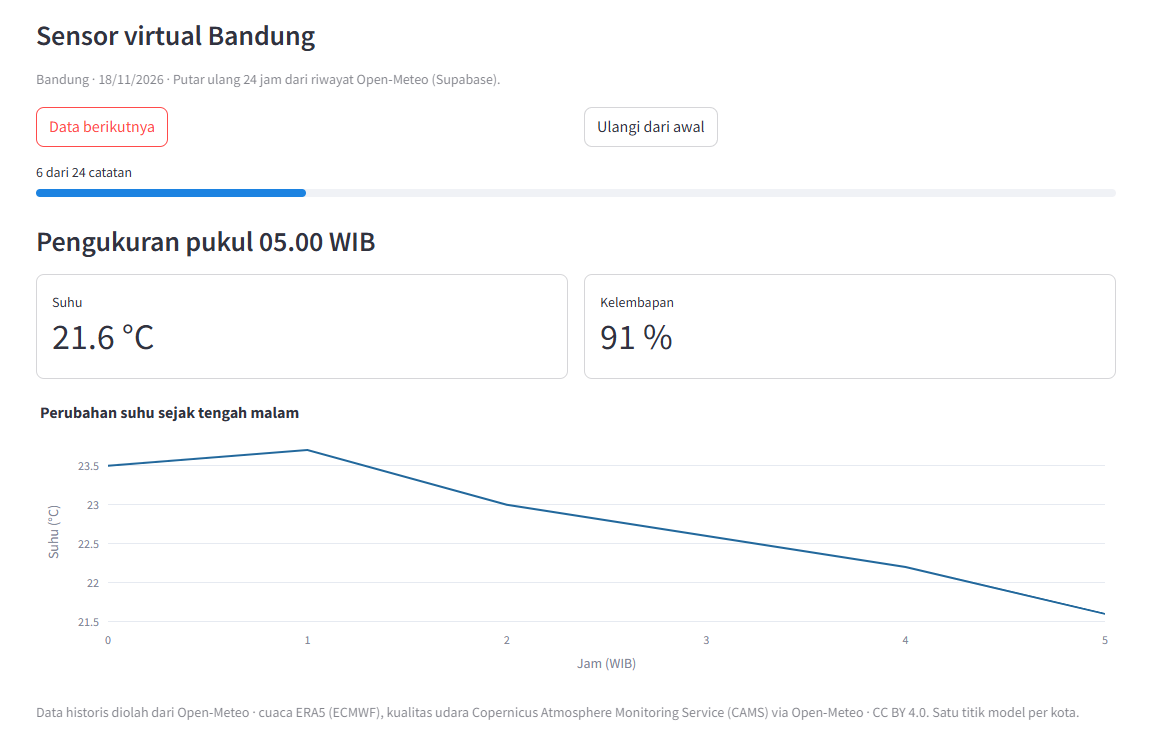 Sensor virtual Bandung
Bandung · 18/11/2026 · Putar ulang 24 jam dari riwayat Open-Meteo (Supabase).
Data berikutnya
Ulangi dari awal
6 dari 24 catatan
Pengukuran pukul 05.00 WIB
Suhu
21.6 °C
Kelembapan
91 %
Perubahan suhu sejak tengah malam
23.5
23
22.5
22
21.5
Suhu (°C)
0 1 2 3 4 5
Jam (WIB)
Data historis diolah dari Open-Meteo · cuaca ERA5 (ECMWF), kualitas udara Copernicus Atmosphere Monitoring Service (CAMS) via Open-Meteo · CC BY 4.0. Satu titik model per kota.